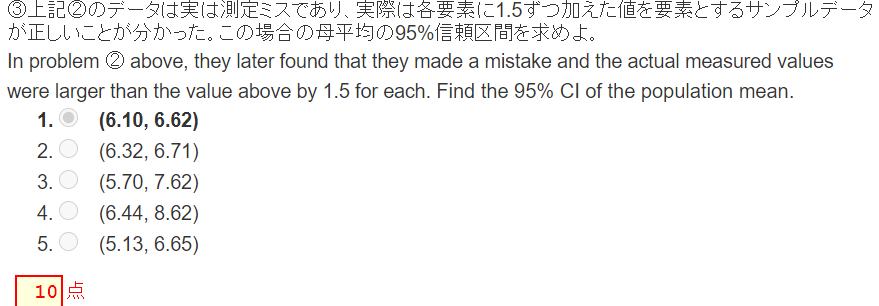 ③上記②のデータは実は測定ミスであり、実際は各要素に1.5ずつ加えた値を要素とするサンプルデータ
が正しいことが分かった。この場合の母平均の95%信頼区間を求めよ。
In problem ② above, they later found that they made a mistake and the actual measured values
were larger than the value above by 1.5 for each. Find the 95% CI of the population mean.
1. (6.10, 6.62)
2. (6.32, 6.71)
3. (5.70, 7.62)
4. (6.44, 8.62)
5. (5.13, 6.65)
10 点